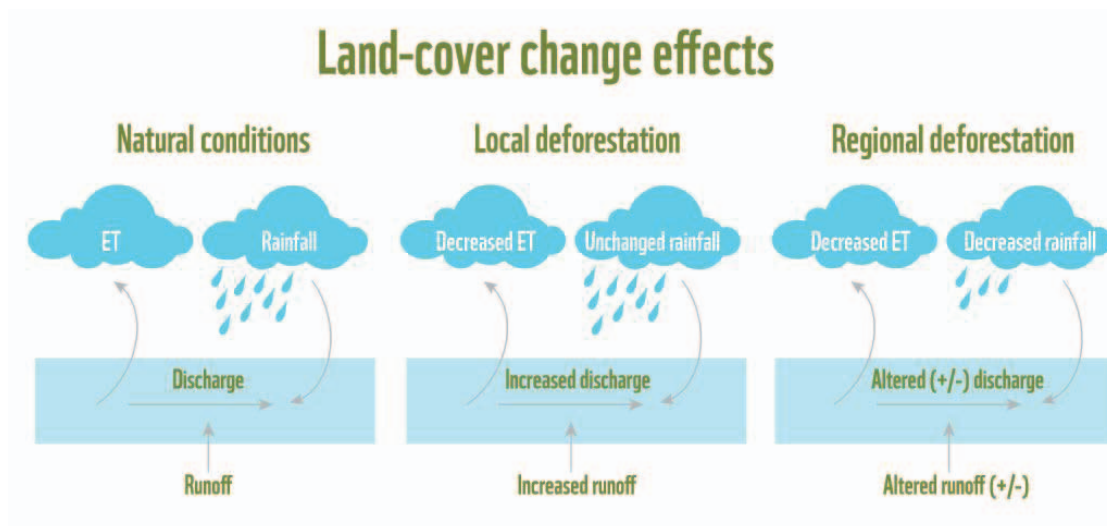 Land-cover change effects
Natural conditions
ET
Rainfall
Discharge
Runoff
Local deforestation
Decreased ET
Unchanged rainfall
Increased discharge
Increased runoff
Regional deforestation
Decreased ET
Decreased rainfall
Altered (+/-) discharge
Altered runoff (+/-)